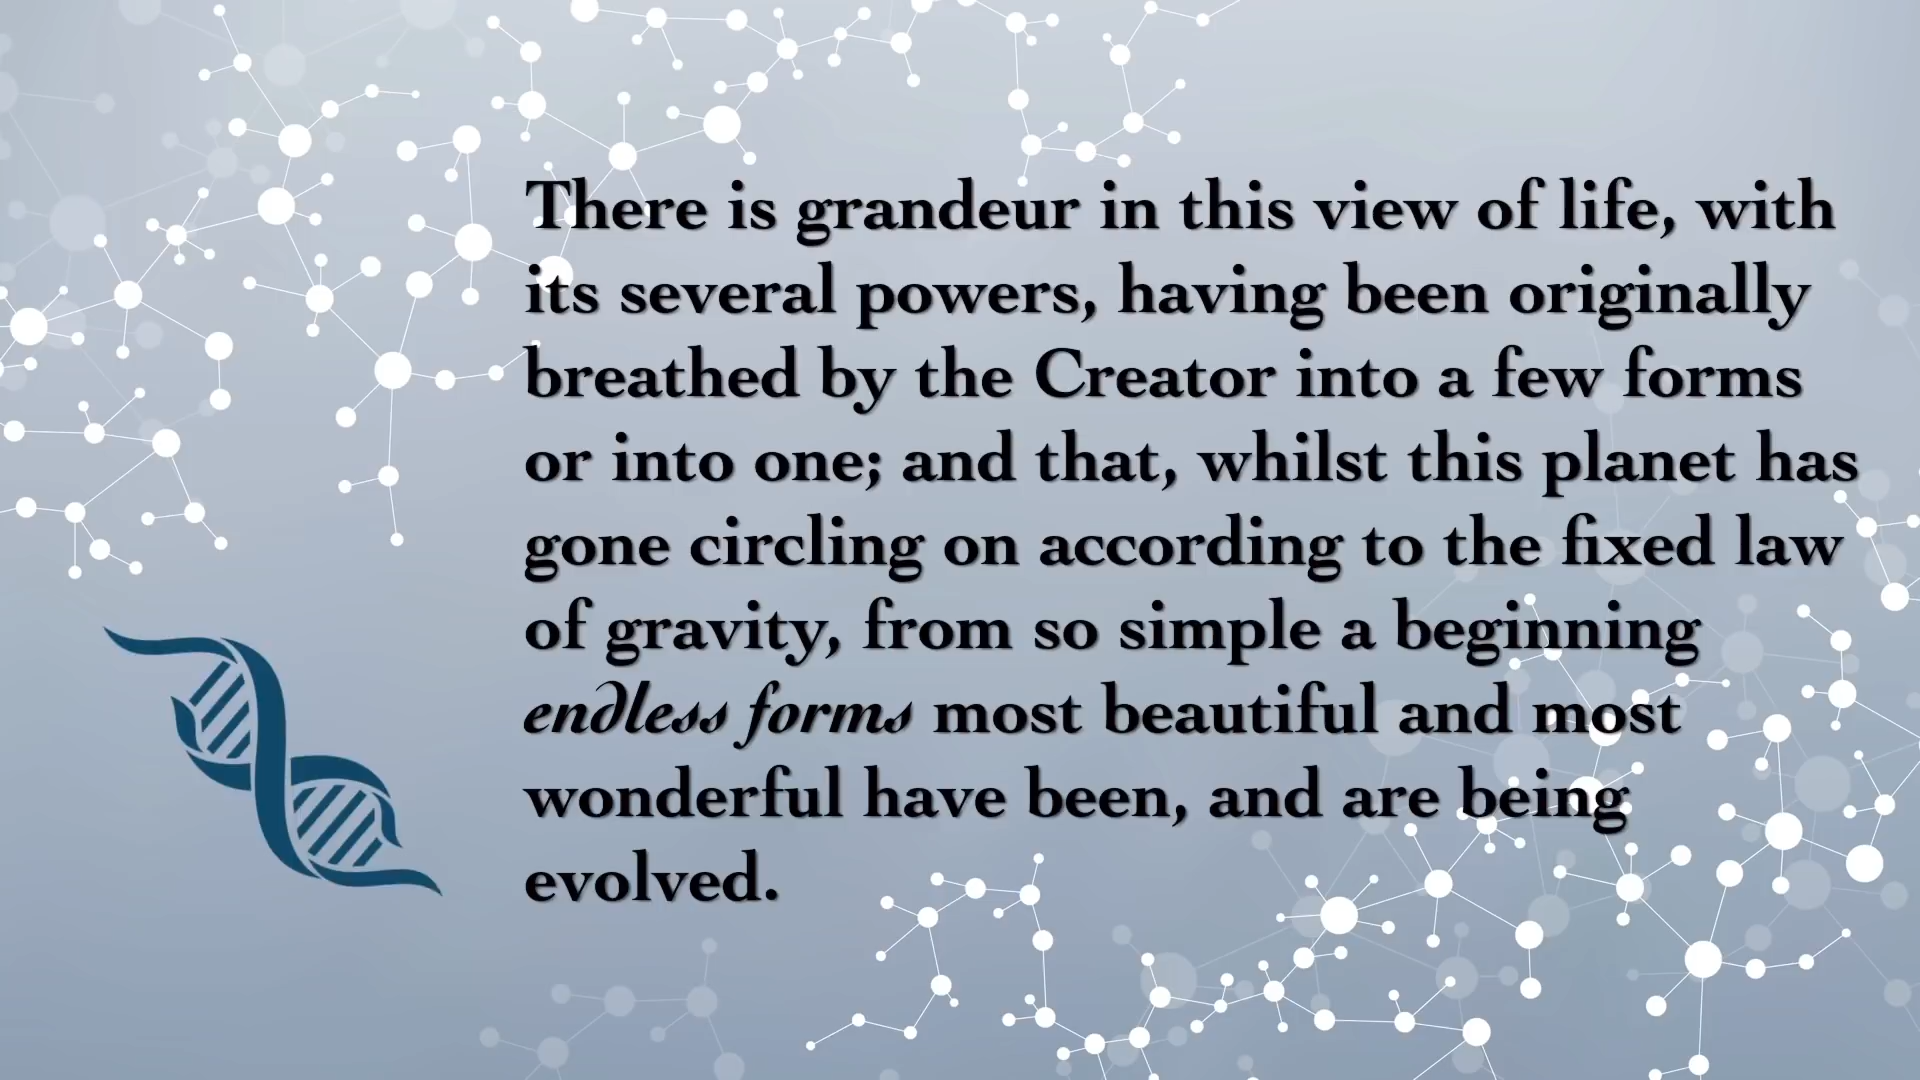 There is grandeur in this view of life, with
its several powers, having been originally
breathed by the Creator into a few forms
or into one; and that, whilst this planet has
gone circling on according to the fixed law
of gravity, from so simple a beginning
endless forms most beautiful and most
wonderful have been, and are being
evolved.